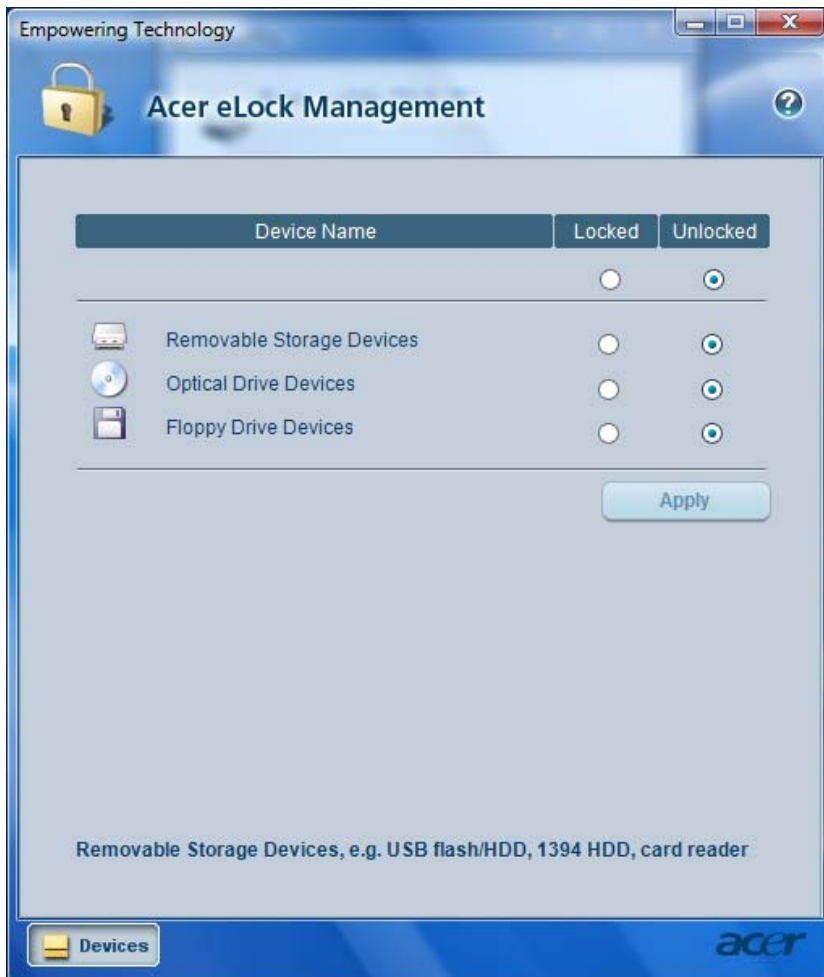 Empowering Technology
Acer eLock Management
?
Device Name Locked Unlocked
Removable Storage Devices
Optical Drive Devices
Floppy Drive Devices
Apply
Removable Storage Devices, e.g. USB flash/HDD, 1394 HDD, card reader
Devices
acer